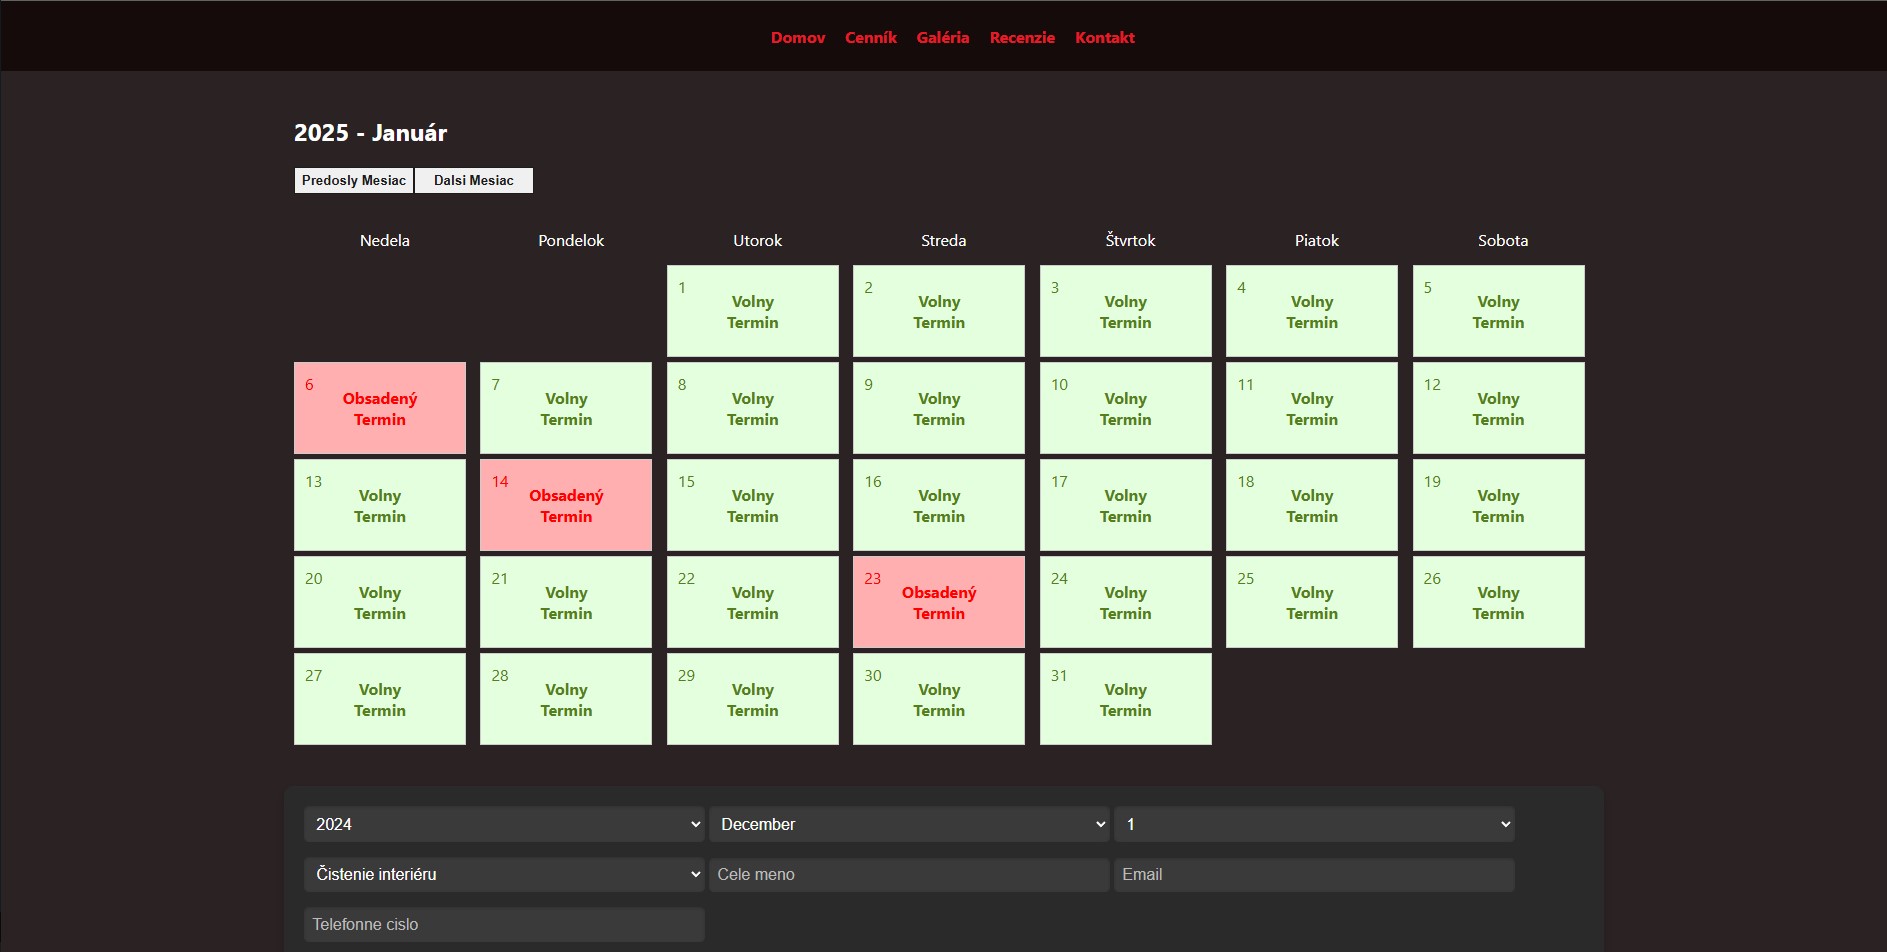 Domov Cenník Galéria Recenzie Kontakt
2025 - Január
Predosly Mesiac Dalsi Mesiac
Nedela Pondelok Utorok Streda Štvrtok Piatok Sobota
1 Volny Termin
2 Volny Termin
3 Volny Termin
4 Volny Termin
5 Volny Termin
6 Obsadený Termin
7 Volny Termin
8 Volny Termin
9 Volny Termin
10 Volny Termin
11 Volny Termin
12 Volny Termin
13 Volny Termin
14 Obsadený Termin
15 Volny Termin
16 Volny Termin
17 Volny Termin
18 Volny Termin
19 Volny Termin
20 Volny Termin
21 Volny Termin
22 Volny Termin
23 Obsadený Termin
24 Volny Termin
25 Volny Termin
26 Volny Termin
27 Volny Termin
28 Volny Termin
29 Volny Termin
30 Volny Termin
31 Volny Termin
2024 December 1
Čistenie interiéru Cele meno Email
Telefonne cislo